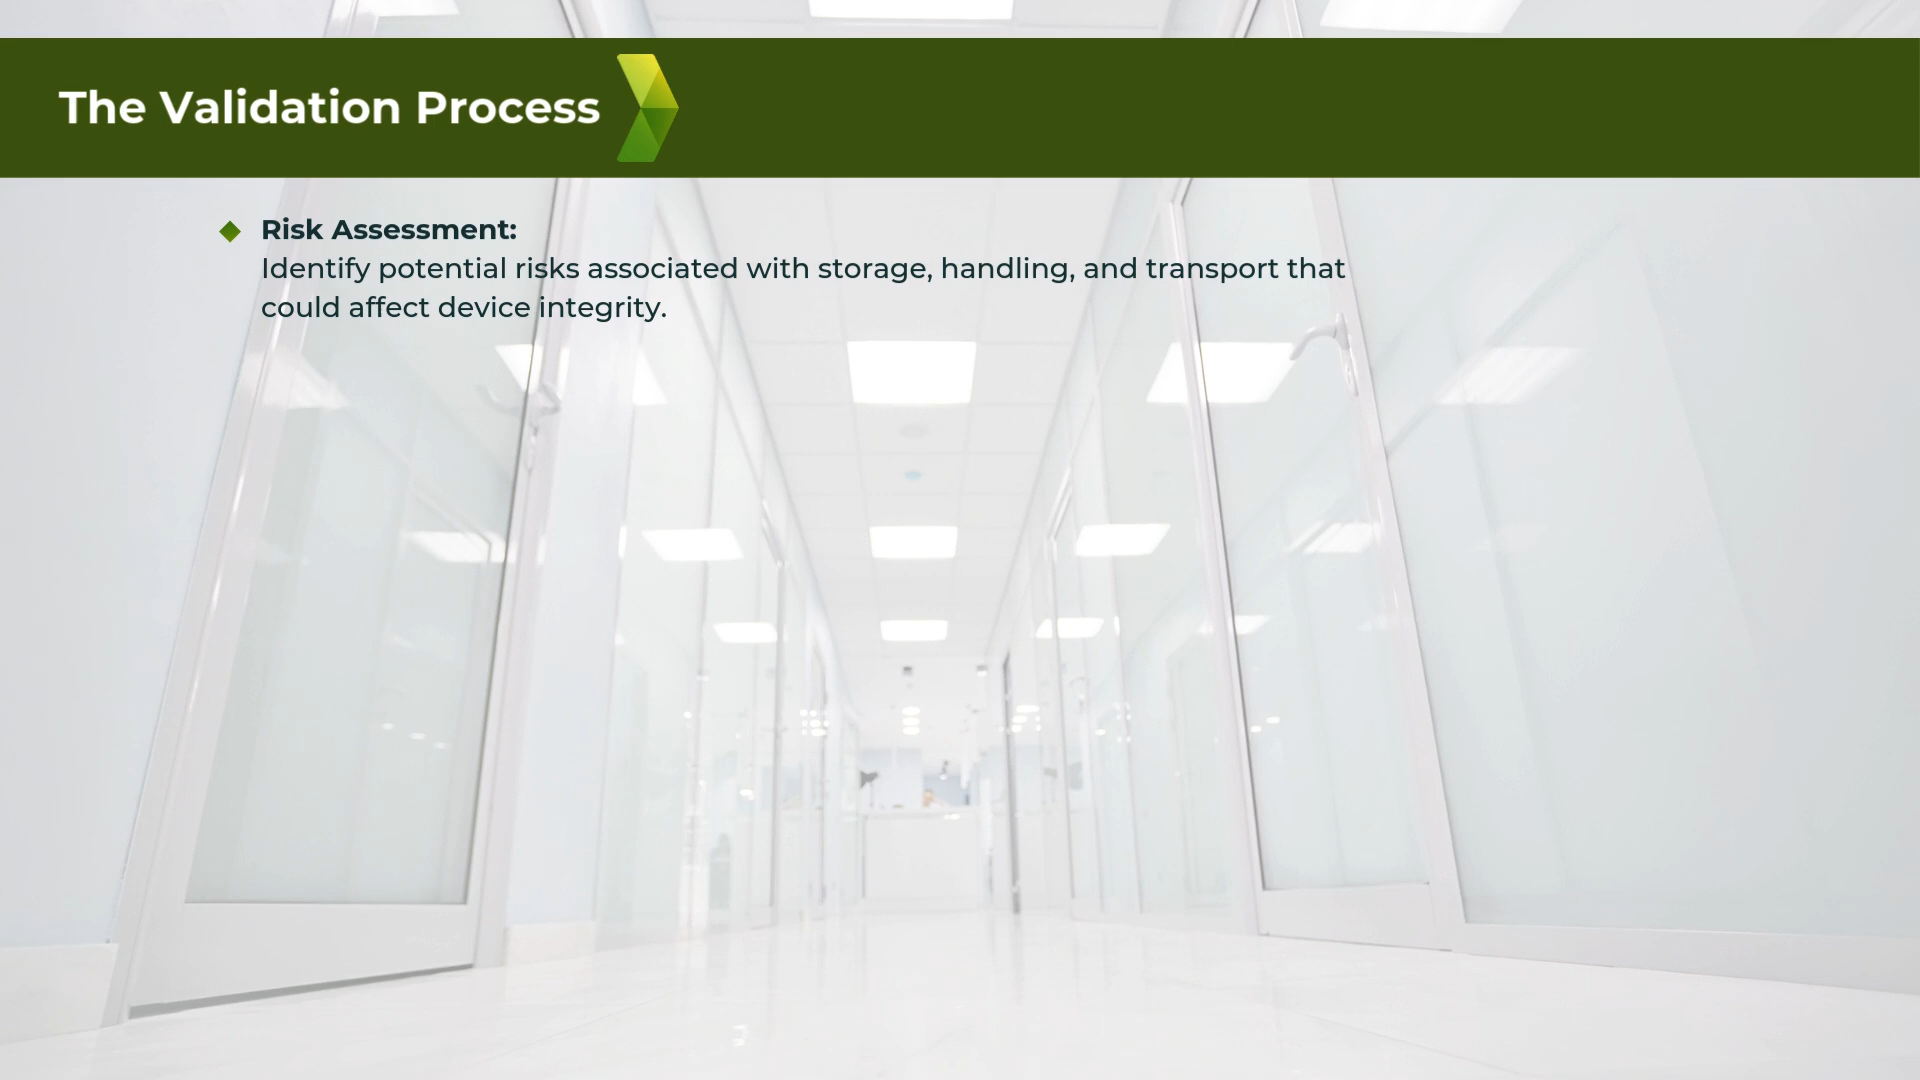 The Validation Process
Risk Assessment:
Identify potential risks associated with storage, handling, and transport that
could affect device integrity.